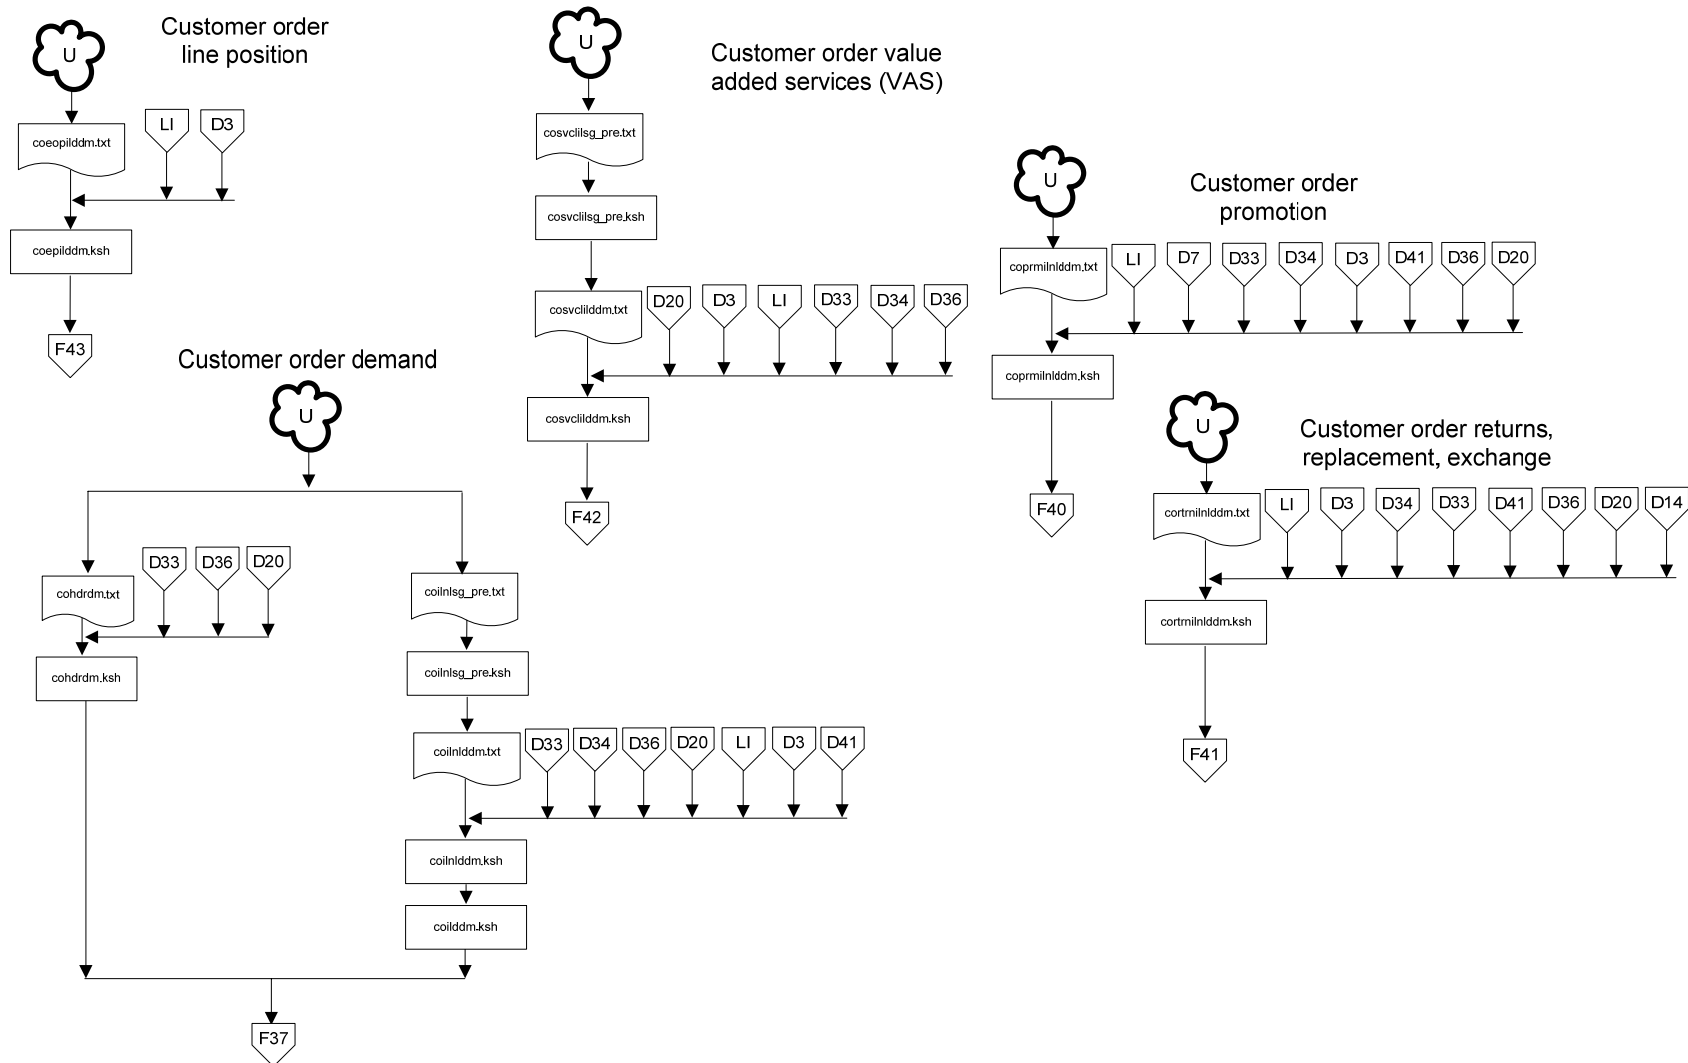 Customer order
line position
U
coeopilddm.txt
LI
D3
coepilddm.ksh
F43
Customer order value
added services (VAS)
U
cosvclilsg_pre.txt
cosvclilsg_pre.ksh
cosvclilddm.txt
D20
D3
LI
D33
D34
D36
cosvclilddm.ksh
F42
Customer order
promotion
U
coprmilnlddm.txt
LI
D7
D33
D34
D3
D41
D36
D20
coprmilnlddm.ksh
F40
Customer order demand
U
cohdrdm.txt
D33
D36
D20
cohdrdm.ksh
coilnlsg_pre.txt
coilnlsg_pre.ksh
coilnlddm.txt
D33
D34
D36
D20
LI
D3
D41
coilnlddm.ksh
coilddm.ksh
F37
Customer order returns,
replacement, exchange
U
cortrnilnlddm.txt
LI
D3
D34
D33
D41
D36
D20
D14
cortrnilnlddm.ksh
F41